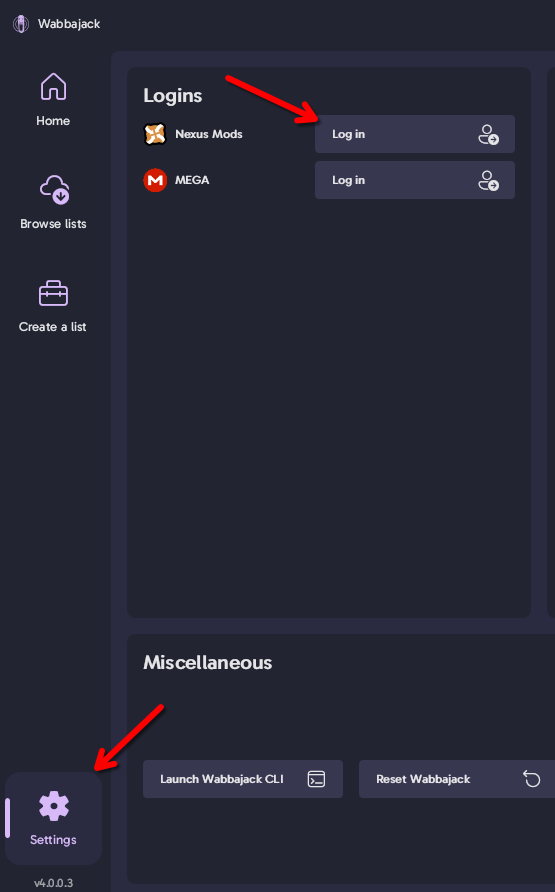 Wabbajack
Home
Browse lists
Create a list
Settings
v4.0.0.3
Logins
Nexus Mods
Log in
MEGA
Log in
Miscellaneous
Launch Wabbajack CLI
Reset Wabbajack